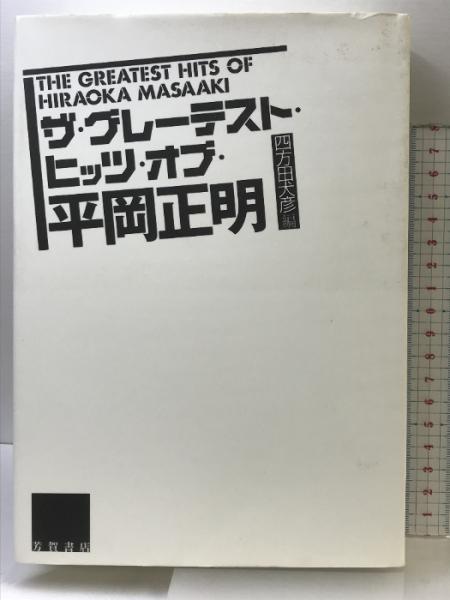 THE GREATEST HITS OF
HIRAOKA MASAAKI
ザ・グレーテスト・
ヒッツ・オブ・
平岡正明
四方田犬彦編
芳賀書店